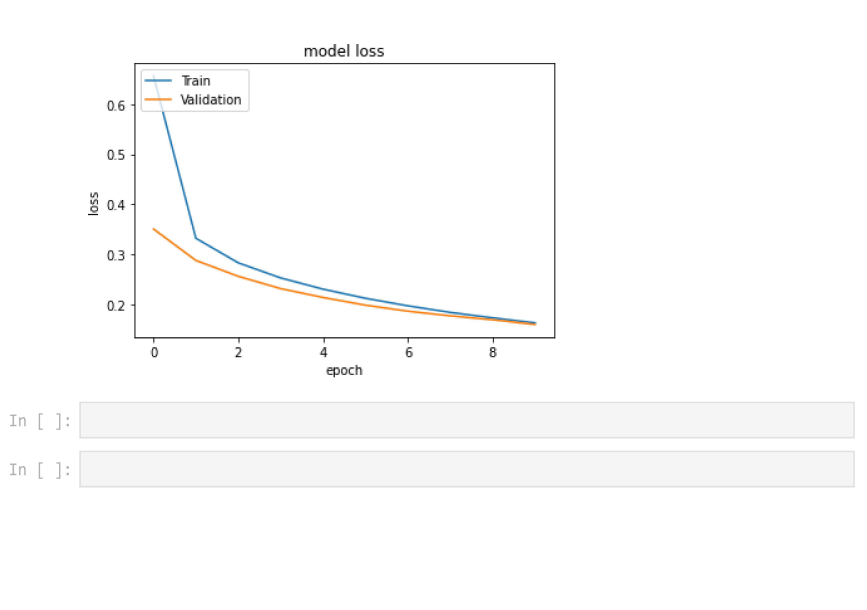 model loss
Train
Validation
0.6
0.5
0.4
0.3
0.2
loss
0 2 4 6 8
epoch
In [ ]:
In [ ]: